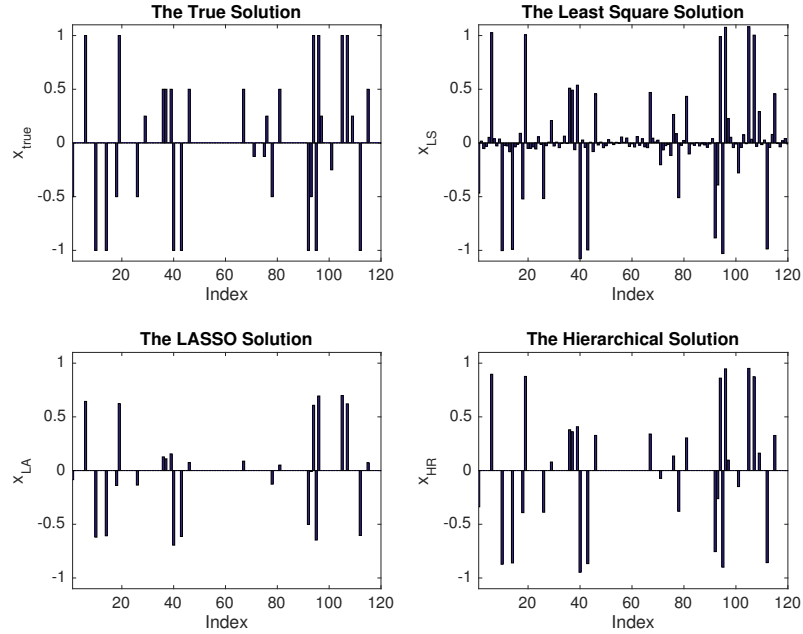 The True Solution
1
0.5
0
-0.5
-1
x_true
20 40 60 80 100 120
Index
The Least Square Solution
1
0.5
0
-0.5
-1
x_LS
20 40 60 80 100 120
Index
The LASSO Solution
1
0.5
0
-0.5
-1
x_LA
20 40 60 80 100 120
Index
The Hierarchical Solution
1
0.5
0
-0.5
-1
x_HR
20 40 60 80 100 120
Index